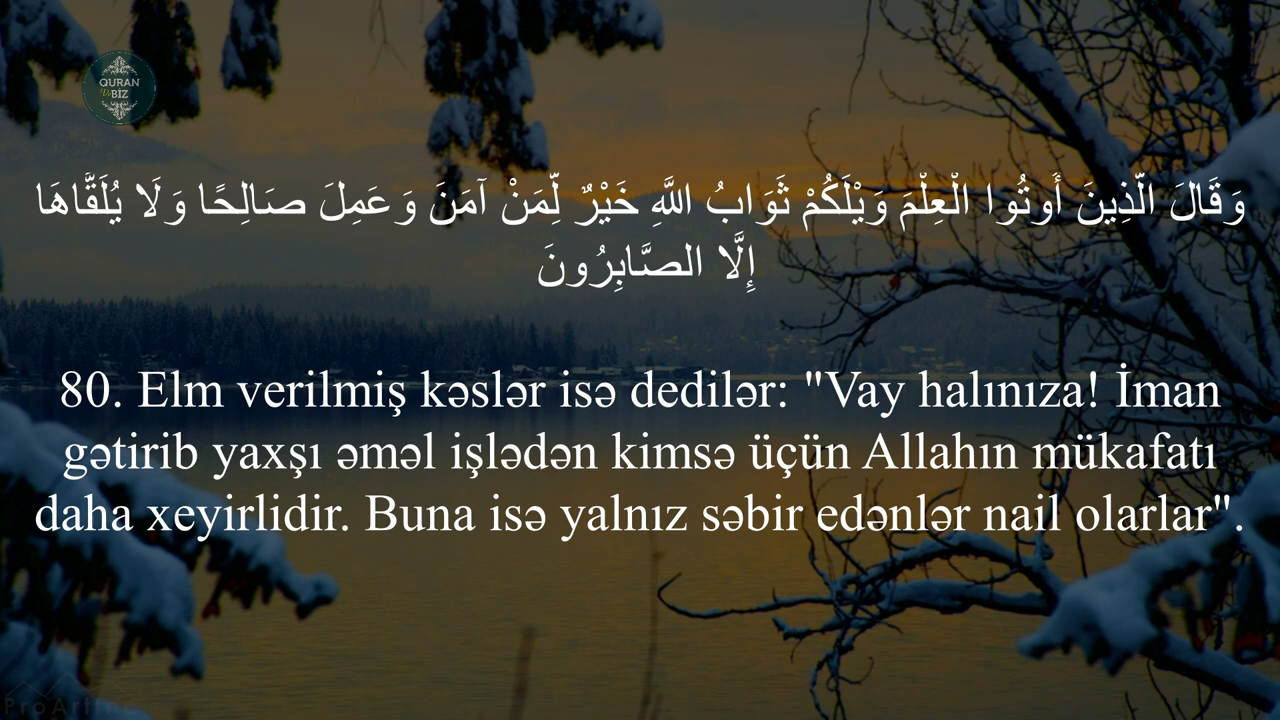 QURAN
Və BİZ
وَقَالَ الَّذِينَ أُوتُوا الْعِلْمَ وَيْلَكُمْ ثَوَابُ اللَّهِ خَيْرٌ لِّمَنْ آمَنَ وَعَمِلَ صَالِحًا وَلَا يُلَقَّاهَا
إِلَّا الصَّابِرُونَ
80. Elm verilmiş kəslər isə dedilər: "Vay halınıza! İman
gətirib yaxşı əməl işlədən kimsə üçün Allahın mükafatı
daha xeyirlidir. Buna isə yalnız səbir edənlər nail olarlar".